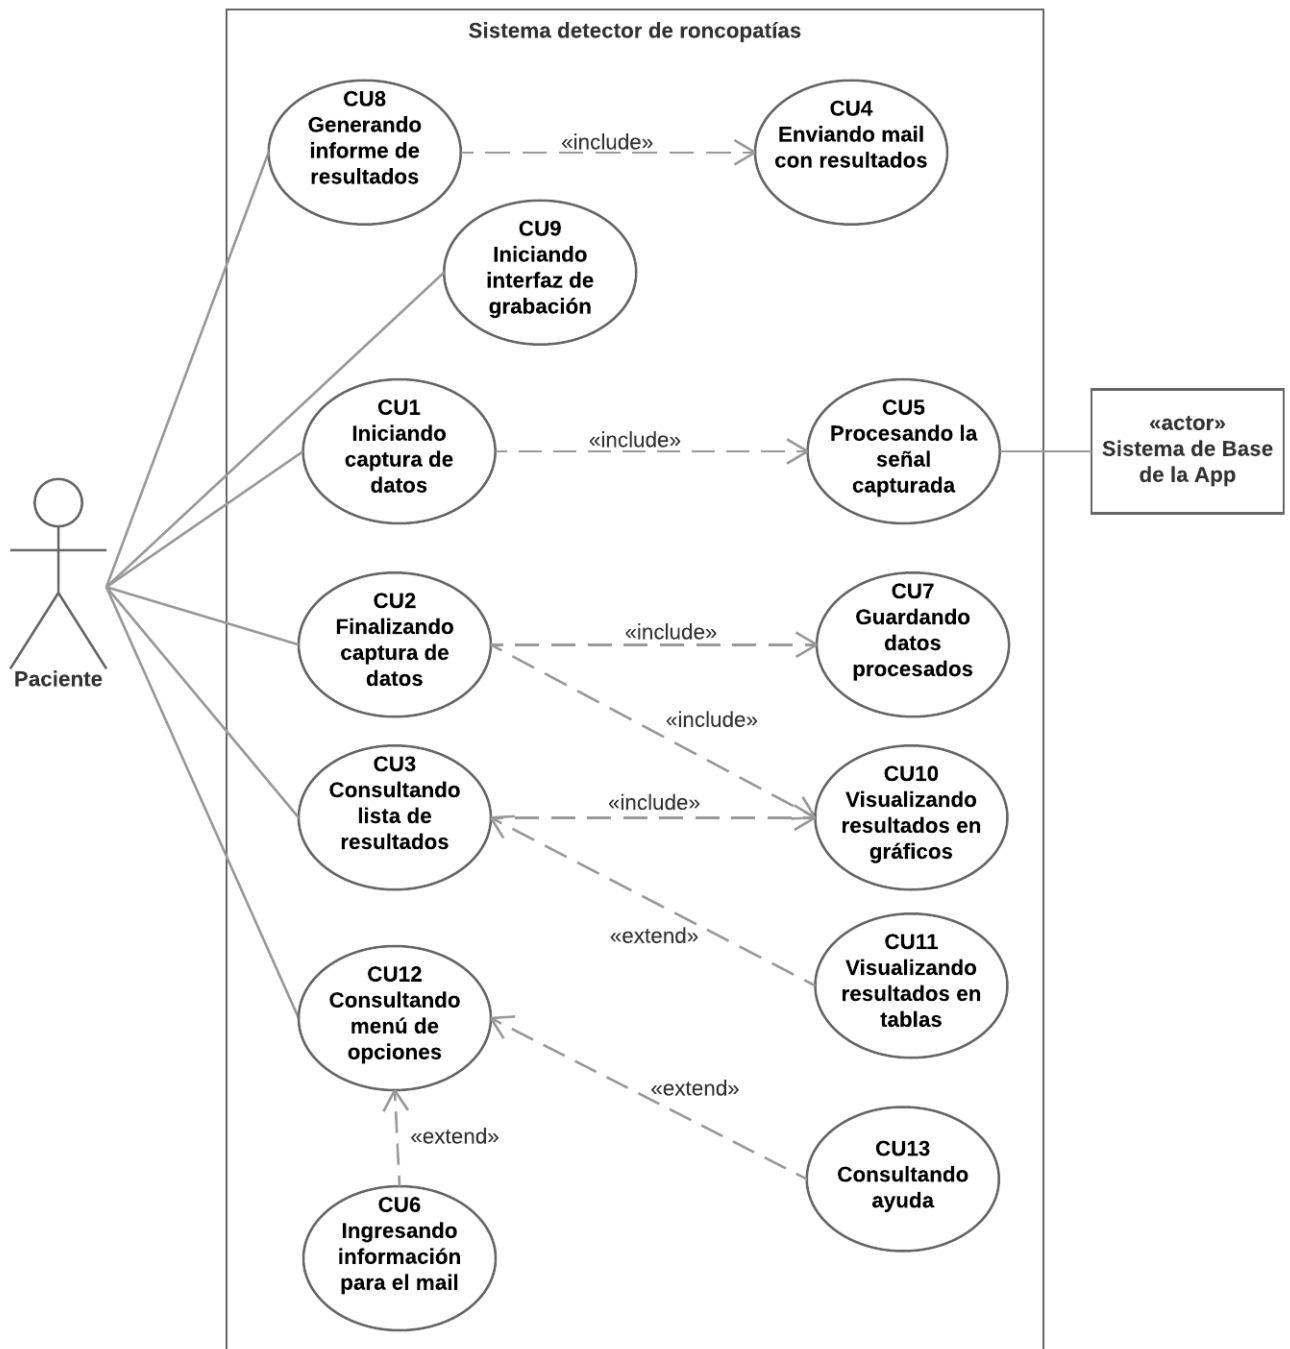 Sistema detector de roncopatías
CU8
Generando
informe de
resultados
«include»
CU4
Enviando mail
con resultados
CU9
Iniciando
interfaz de
grabación
CU1
Iniciando
captura de
datos
«include»
CU5
Procesando la
señal
capturada
«actor»
Sistema de Base
de la App
Paciente
CU2
Finalizando
captura de
datos
«include»
CU7
Guardando
datos
procesados
«include»
CU3
Consultando
lista de
resultados
«include»
CU10
Visualizando
resultados en
gráficos
«extend»
CU11
Visualizando
resultados en
tablas
CU12
Consultando
menú de
opciones
«extend»
«extend»
CU13
Consultando
ayuda
CU6
Ingresando
información
para el mail